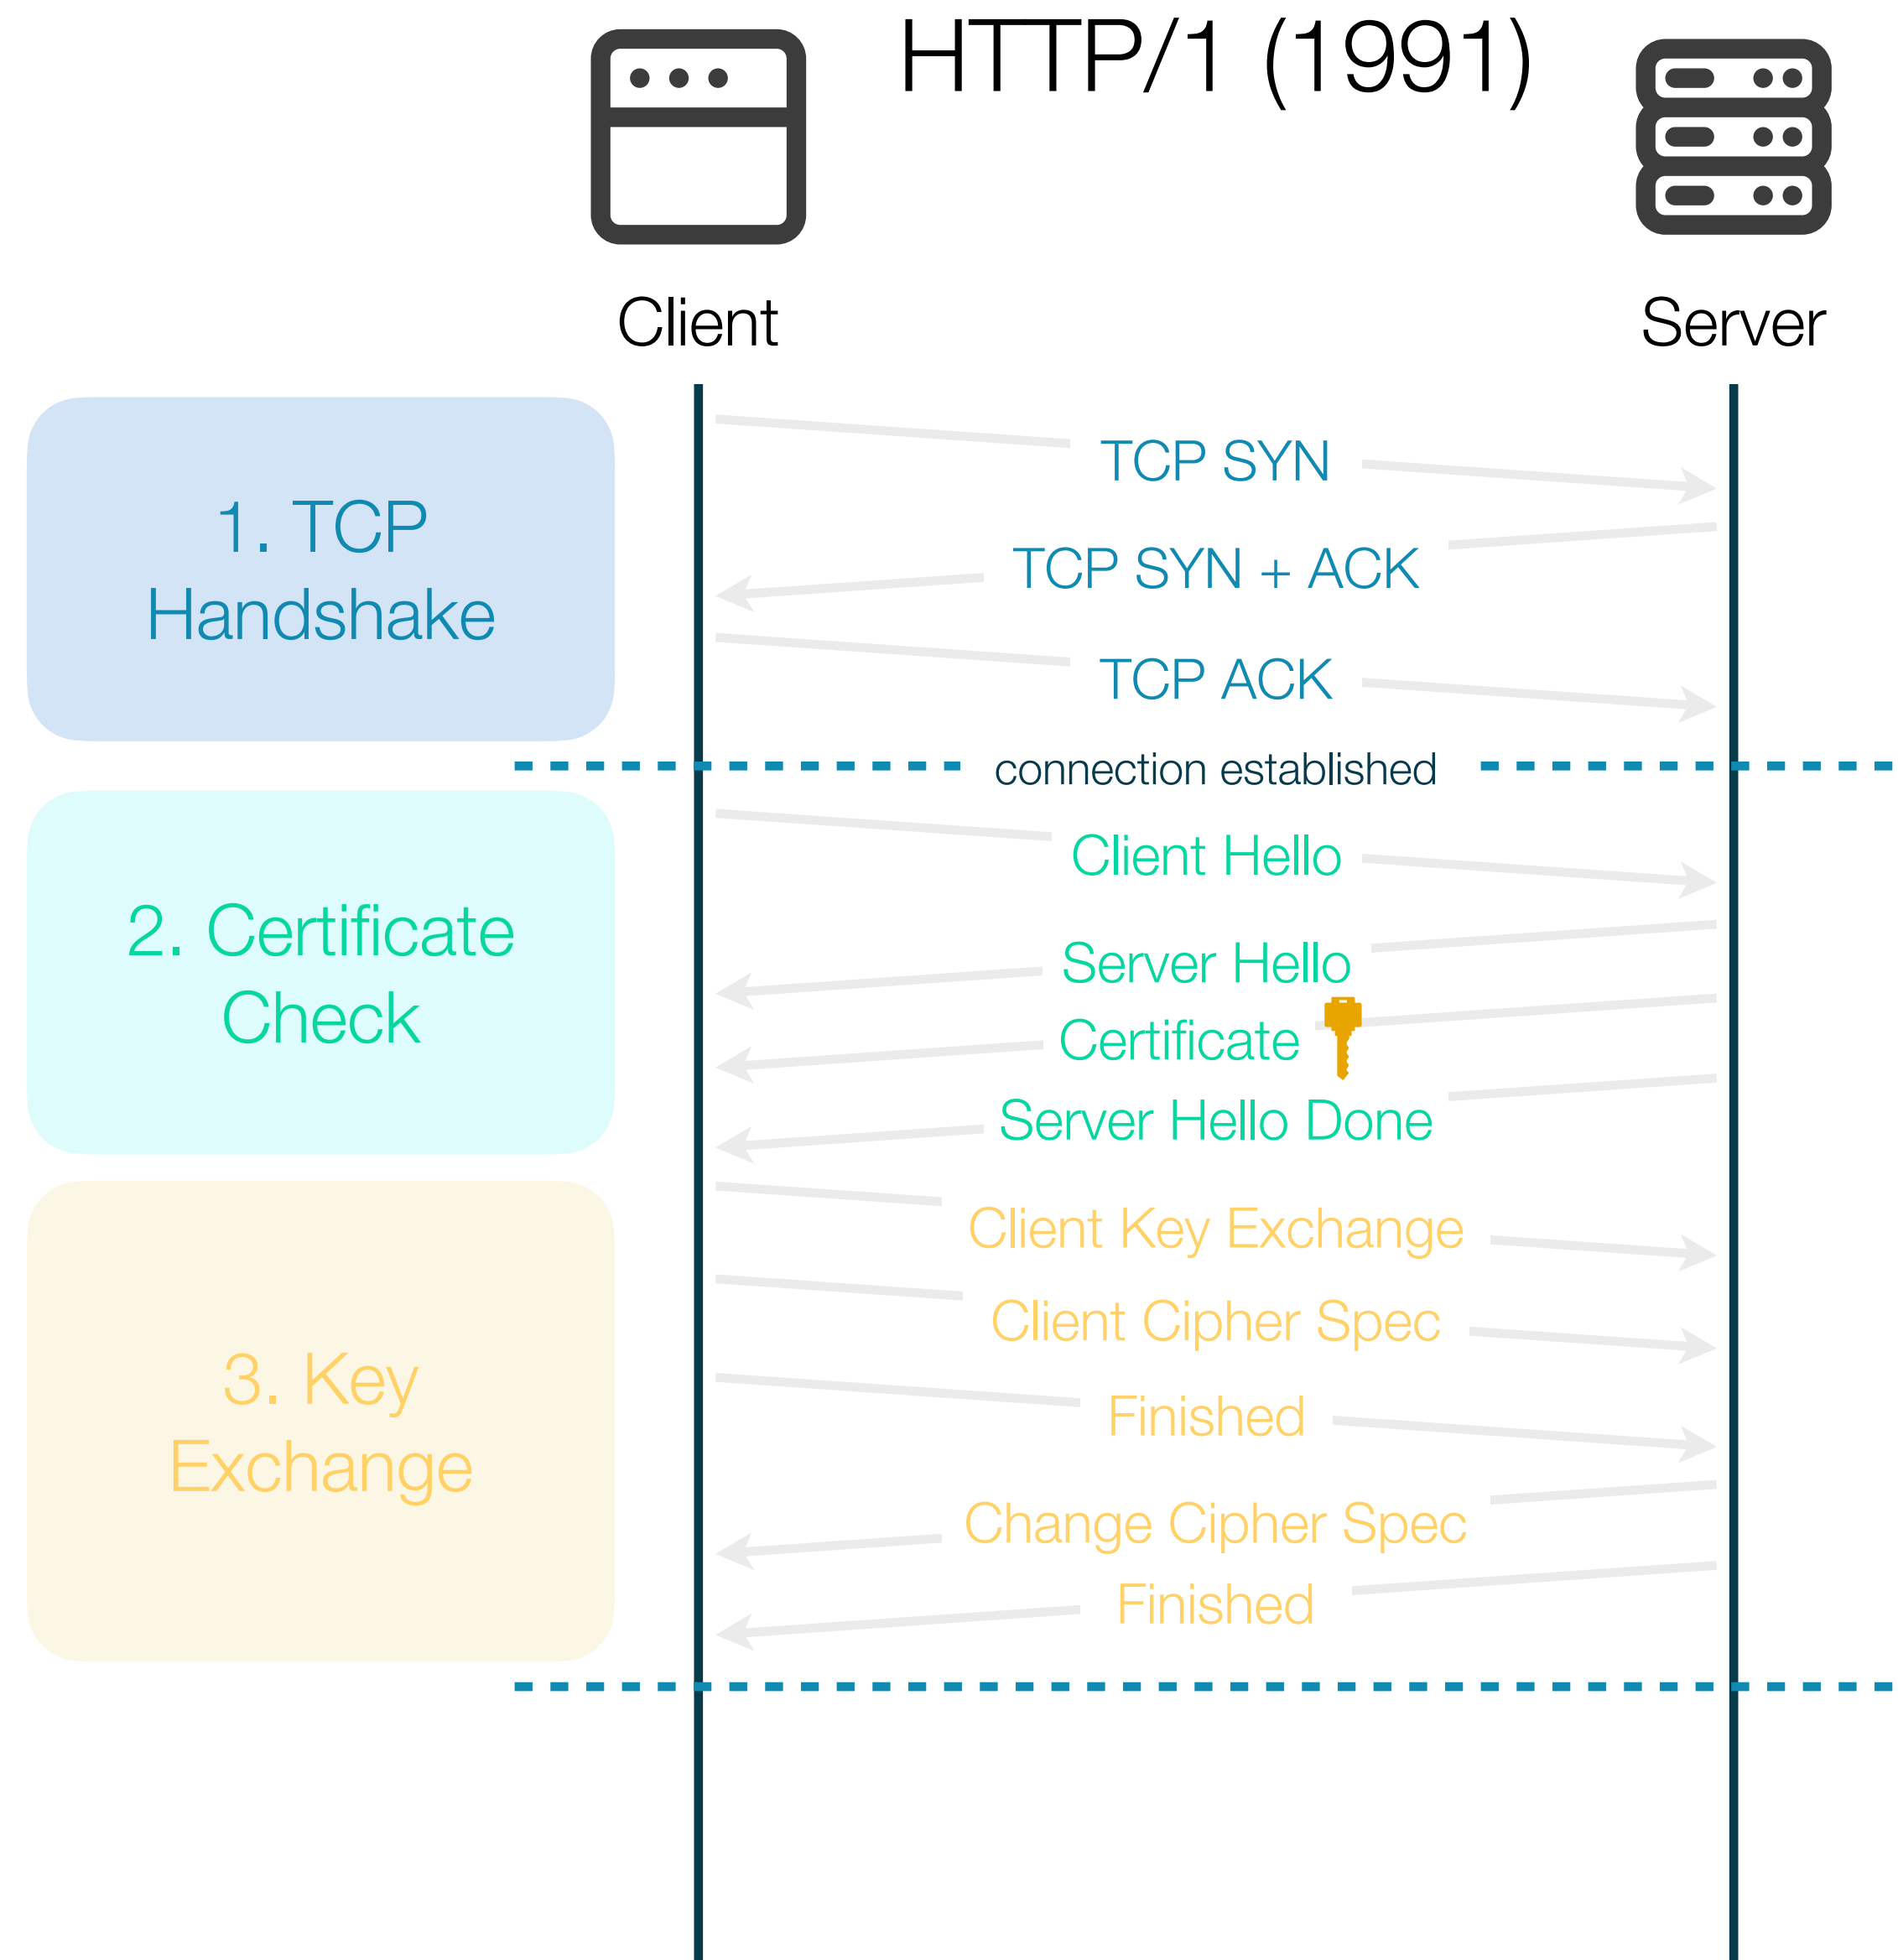 HTTP/1 (1991)
Client
Server
1. TCP
Handshake
TCP SYN
TCP SYN + ACK
TCP ACK
connection established
2. Certificate
Check
Client Hello
Server Hello
Certificate
Server Hello Done
3. Key
Exchange
Client Key Exchange
Client Cipher Spec
Finished
Change Cipher Spec
Finished